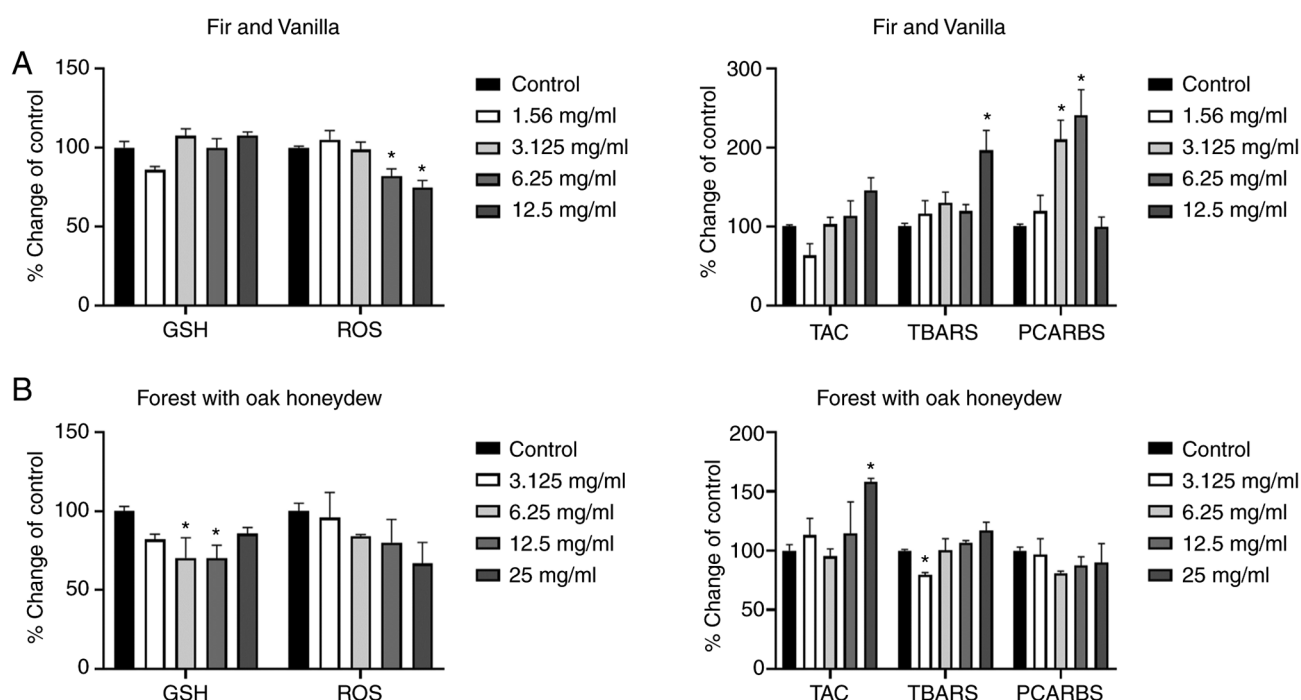 A
Fir and Vanilla
% Change of control
150
100
50
0
GSH
ROS
Control
1.56 mg/ml
3.125 mg/ml
6.25 mg/ml
12.5 mg/ml
*
*
Fir and Vanilla
% Change of control
300
200
100
0
TAC
TBARS
PCARBS
Control
1.56 mg/ml
3.125 mg/ml
6.25 mg/ml
12.5 mg/ml
*
*
*
B
Forest with oak honeydew
% Change of control
150
100
50
0
GSH
ROS
Control
3.125 mg/ml
6.25 mg/ml
12.5 mg/ml
25 mg/ml
*
*
Forest with oak honeydew
% Change of control
200
150
100
50
0
TAC
TBARS
PCARBS
Control
3.125 mg/ml
6.25 mg/ml
12.5 mg/ml
25 mg/ml
*
*